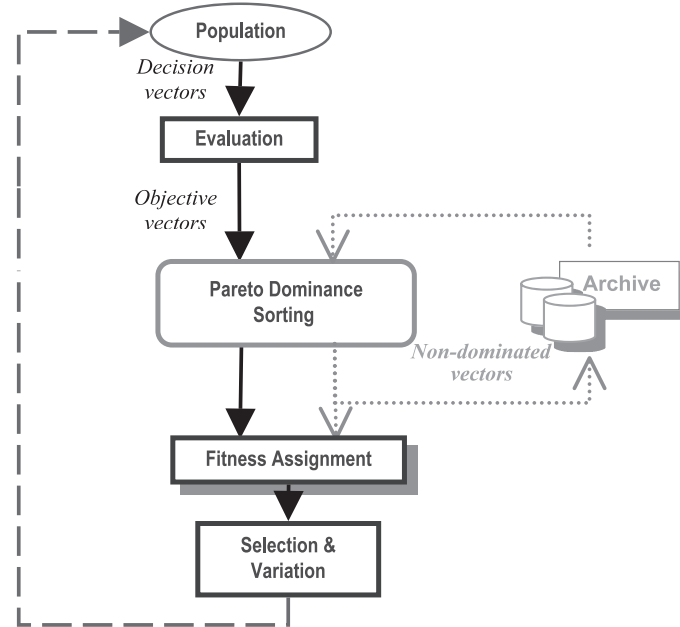 Population
Decision
vectors
Evaluation
Objective
vectors
Pareto Dominance
Sorting
Archive
Non-dominated
vectors
Fitness Assignment
Selection &
Variation